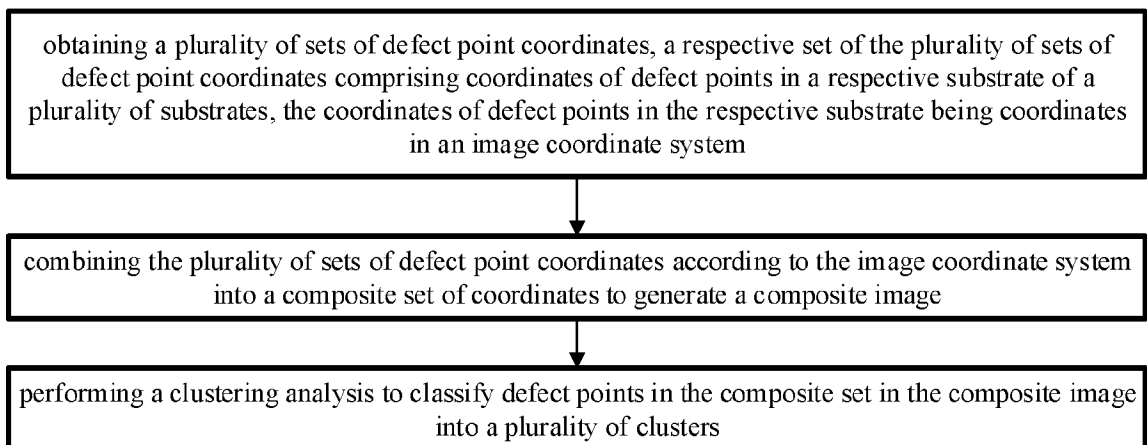 obtaining a plurality of sets of defect point coordinates, a respective set of the plurality of sets of
defect point coordinates comprising coordinates of defect points in a respective substrate of a
plurality of substrates, the coordinates of defect points in the respective substrate being coordinates
in an image coordinate system
combining the plurality of sets of defect point coordinates according to the image coordinate system
into a composite set of coordinates to generate a composite image
performing a clustering analysis to classify defect points in the composite set in the composite image
into a plurality of clusters